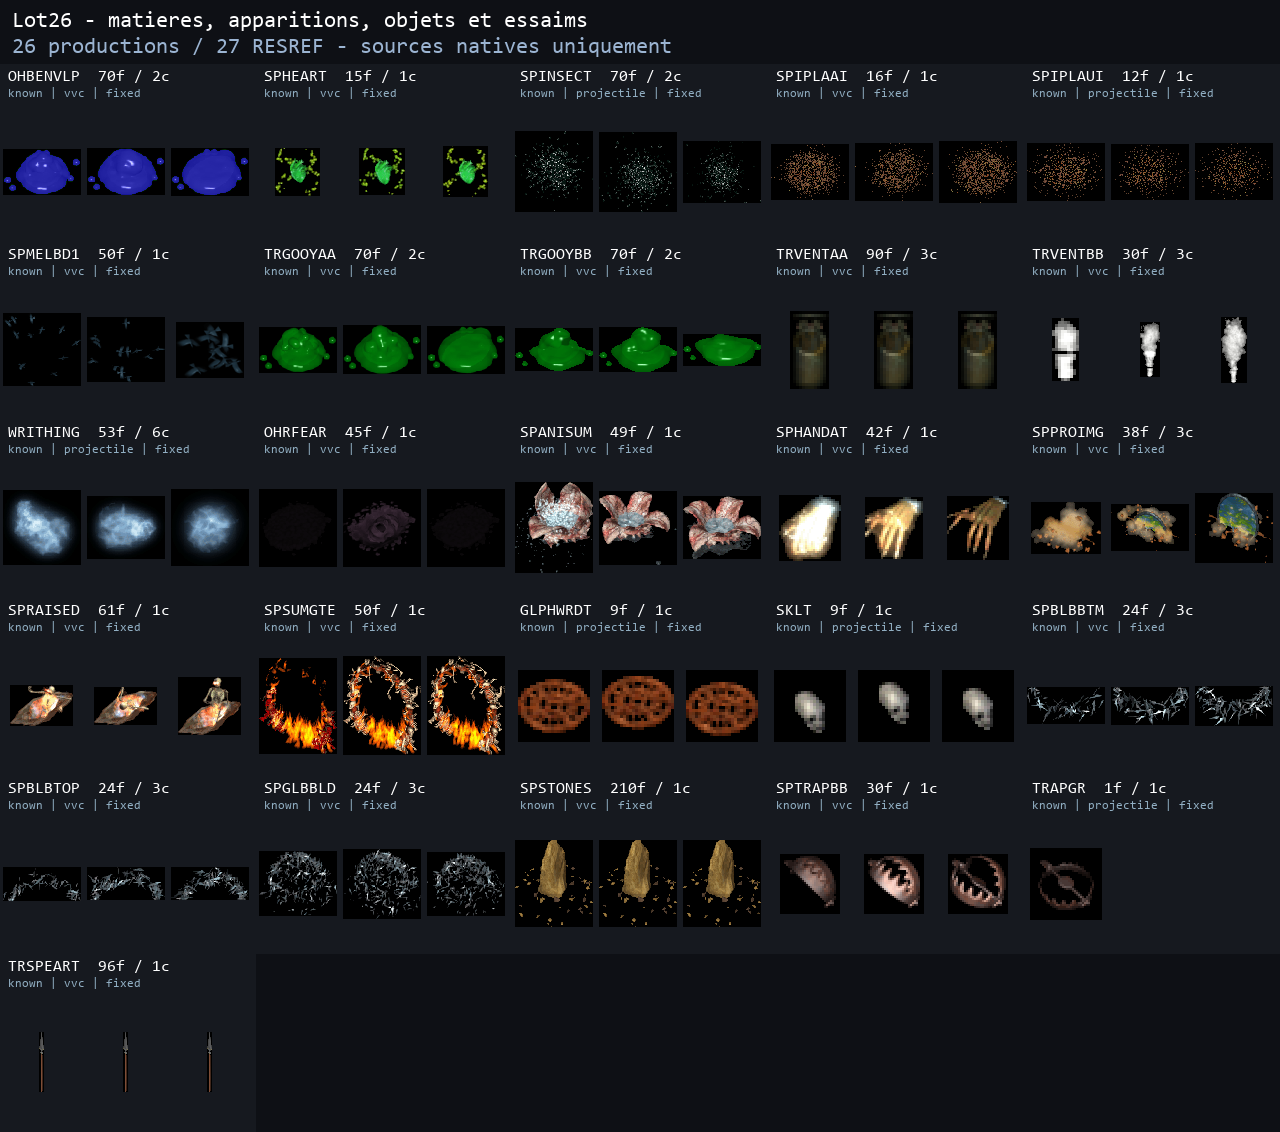 Lot26 - matieres, apparitions, objets et essaims
26 productions / 27 RESREF - sources natives uniquement
OHBENVLP 70f / 2c
known | vvc | fixed
SPHEART 15f / 1c
known | vvc | fixed
SPINSECT 70f / 2c
known | projectile | fixed
SPIPLAAI 16f / 1c
known | vvc | fixed
SPIPLAUI 12f / 1c
known | projectile | fixed
SPMELBD1 50f / 1c
known | vvc | fixed
TRGOOYAA 70f / 2c
known | vvc | fixed
TRGOOYBB 70f / 2c
known | vvc | fixed
TRVENTAA 90f / 3c
known | vvc | fixed
TRVENTBB 30f / 3c
known | vvc | fixed
WRITHING 53f / 6c
known | projectile | fixed
OHRFEAR 45f / 1c
known | vvc | fixed
SPANISUM 49f / 1c
known | vvc | fixed
SPHANDAT 42f / 1c
known | vvc | fixed
SPPROIMG 38f / 3c
known | vvc | fixed
SPRAISED 61f / 1c
known | vvc | fixed
SPSUMGTE 50f / 1c
known | vvc | fixed
GLPHWRDT 9f / 1c
known | projectile | fixed
SKLT 9f / 1c
known | projectile | fixed
SPBLBBTM 24f / 3c
known | vvc | fixed
SPBLBTOP 24f / 3c
known | vvc | fixed
SPGLBBLD 24f / 3c
known | vvc | fixed
SPSTONES 210f / 1c
known | vvc | fixed
SPTRAPBB 30f / 1c
known | vvc | fixed
TRAPGR 1f / 1c
known | projectile | fixed
TRSPEART 96f / 1c
known | vvc | fixed